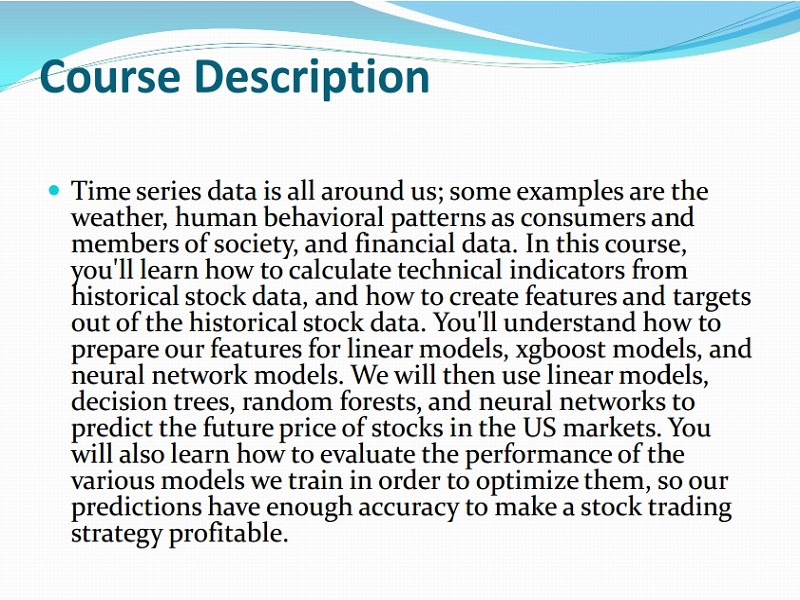 Course Description
Time series data is all around us; some examples are the
weather, human behavioral patterns as consumers and
members of society, and financial data. In this course,
you'll learn how to calculate technical indicators from
historical stock data, and how to create features and targets
out of the historical stock data. You'll understand how to
prepare our features for linear models, xgboost models, and
neural network models. We will then use linear models,
decision trees, random forests, and neural networks to
predict the future price of stocks in the US markets. You
will also learn how to evaluate the performance of the
various models we train in order to optimize them, so our
predictions have enough accuracy to make a stock trading
strategy profitable.